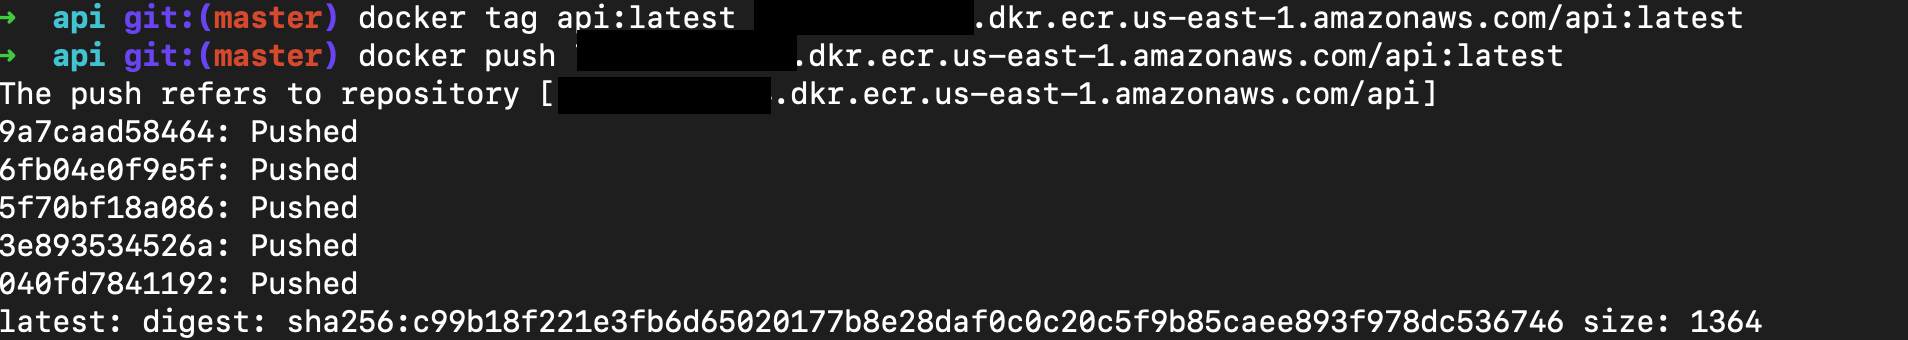 → api git:(master) docker tag api:latest .dkr.ecr.us-east-1.amazonaws.com/api:latest
→ api git:(master) docker push .dkr.ecr.us-east-1.amazonaws.com/api:latest
The push refers to repository [ .dkr.ecr.us-east-1.amazonaws.com/api]
9a7caad58464: Pushed
6fb04e0f9e5f: Pushed
5f70bf18a086: Pushed
3e893534526a: Pushed
040fd7841192: Pushed
latest: digest: sha256:c99b18f221e3fb6d65020177b8e28daf0c0c20c5f9b85caee893f978dc536746 size: 1364